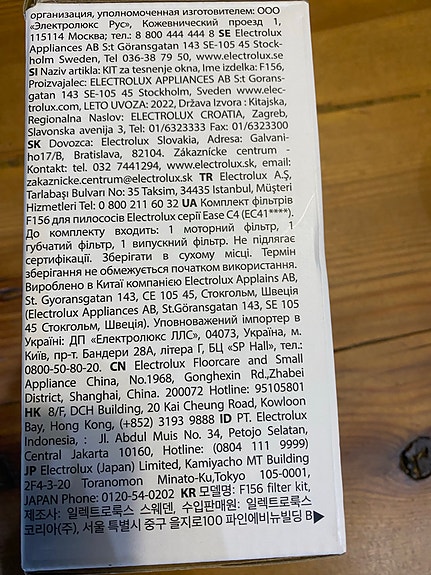 организация, уполномоченная изготовителем: ООО
«Электролюкс Рус», Кожевнический проезд 1,
115114 Москва; тел.: 8 800 444 444 8 SE Electrolux
Appliances AB S:t Göransgatan 143 SE-105 45 Stock-
holm Sweden, Tel 036-38 79 50, www.electrolux.se
SI Naziv artikla: KIT za tesnenje okna, Ime izdelka: F156,
Proizvajalec: ELECTROLUX APPLIANCES AB S:t Gorans-
gatan 143 SE-105 45 Stockholm, Sweden www.elec-
trolux.com, LETO UVOZA: 2022, Država Izvora : Kitajska,
Regionalna Naslov: ELECTROLUX CROATIA, Zagreb,
Slavonska avenija 3, Tel: 01/6323333 Fax: 01/6323300
SK Dovozca: Electrolux Slovakia, Adresa: Galvani-
ho17/B, Bratislava, 82104. Zákaznícke centrum -
Kontakt: tel. 032 7441294, www.electrolux.sk, email:
zakaznicke.centrum@electrolux.sk TR Electrolux A.Ş,
Tarlabaşı Bulvarı No: 35 Taksim, 34435 Istanbul, Müşteri
Hizmetleri Tel: 0 800 211 60 32 UA Комплект фільтрів
F156 для пилососів Electrolux серії Ease C4 (EC41****).
До комплекту входить: 1 моторний фільтр, 1
губчатий фільтр, 1 випускний фільтр. Не підлягає
сертифікації. Зберігати в сухому місці. Термін
зберігання не обмежується початком використання.
Вироблено в Китаї компанією Electrolux Applains AB,
St. Gyoransgatan 143, CE 105 45, Стокгольм, Швеція
(Electrolux Appliances AB, St.Göransgatan 143, SE 105
45 Стокгольм, Швеція). Уповноважений імпортер в
Україні: ДП «Електролюкс ЛЛС», 04073, Україна, м.
Київ, пр-т. Бандери 28А, літера Г, БЦ «SP Hall», тел.:
0800-50-80-20. CN Electrolux Floorcare and Small
Appliance China, No.1968, Gonghexin Rd.,Zhabei
District, Shanghai, China. 200072 Hotline: 95105801
HK 8/F, DCH Building, 20 Kai Cheung Road, Kowloon
Bay, Hong Kong, (+852) 3193 9888 ID PT. Electrolux
Indonesia, : Jl. Abdul Muis No. 34, Petojo Selatan,
Central Jakarta 10160, Hotline: (0804 111 9999)
JP Electrolux (Japan) Limited, Kamiyacho MT Building
2F4-3-20 Toranomon Minato-Ku,Tokyo 105-0001,
JAPAN Phone: 0120-54-0202 KR 모델명: F156 filter kit,
제조사: 일렉트로룩스 스웨덴, 수입판매원: 일렉트로룩스
코리아(주), 서울 특별시 중구 을지로100 파인에비뉴빌딩 B▶